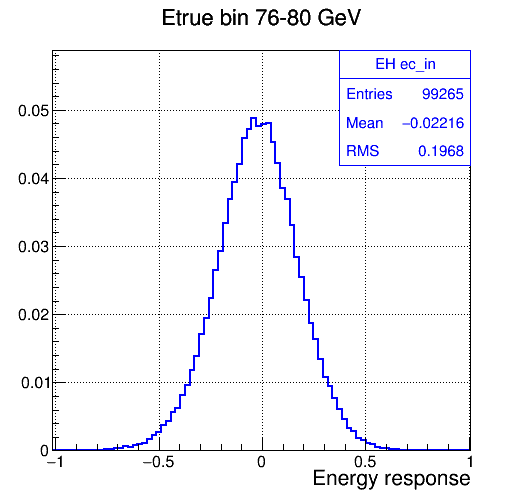 Etrue bin 76-80 GeV
EH ec_in
Entries 99265
Mean −0.02216
RMS 0.1968
0.05
0.04
0.03
0.02
0.01
0
−1 −0.5 0 0.5 1
Energy response